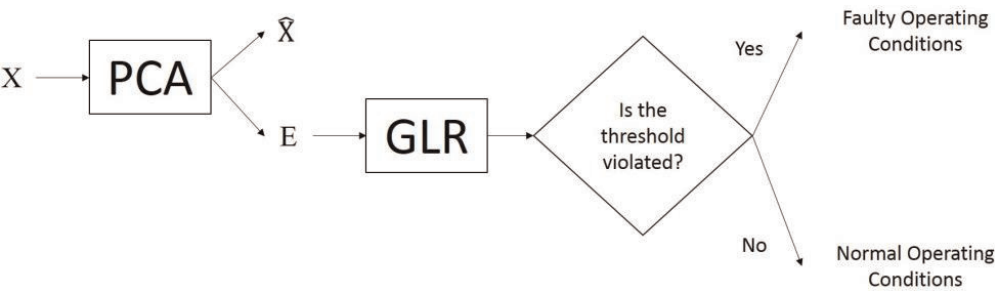 X
PCA
X̂
E
GLR
Is the
threshold
violated?
Yes
Faulty Operating
Conditions
No
Normal Operating
Conditions